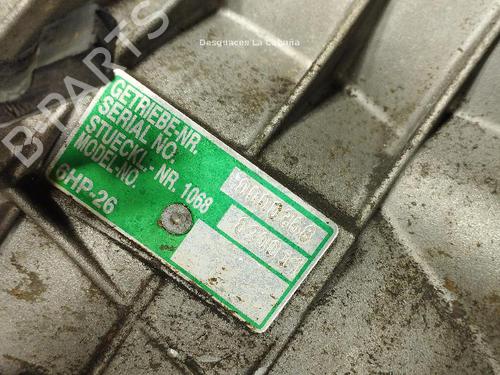 Desguaces La Cabaña
B-PARTS
GETRIEBE-NR.
SERIAL NO.
STUECKL.- NR. 1068
MODEL-NO.
6HP-26